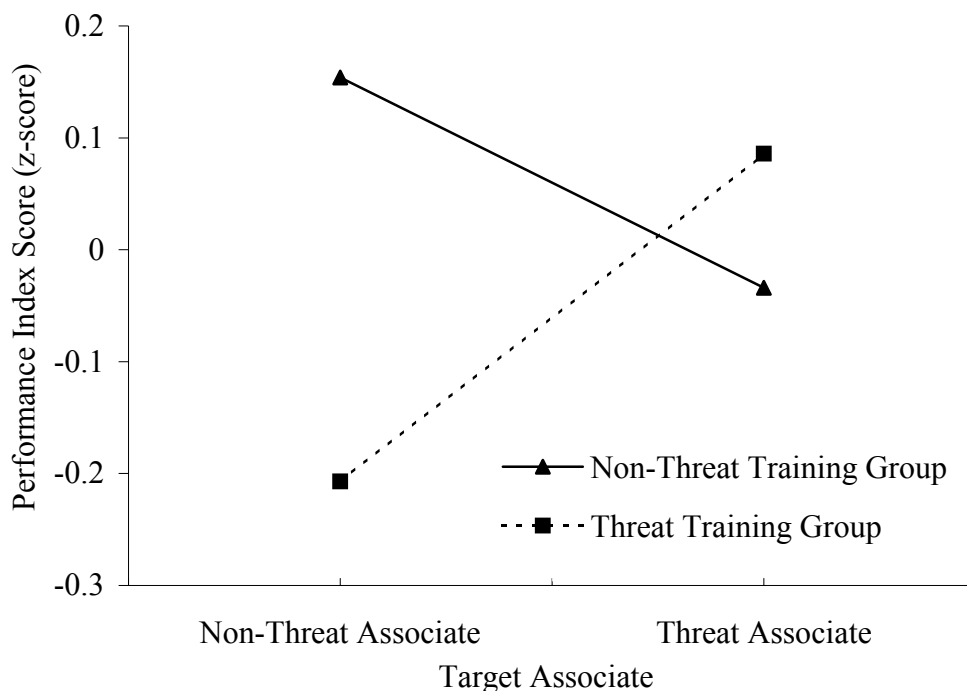 Performance Index Score (z-score)
0.2
0.1
0
-0.1
-0.2
-0.3
Non-Threat Training Group
Threat Training Group
Non-Threat Associate
Threat Associate
Target Associate